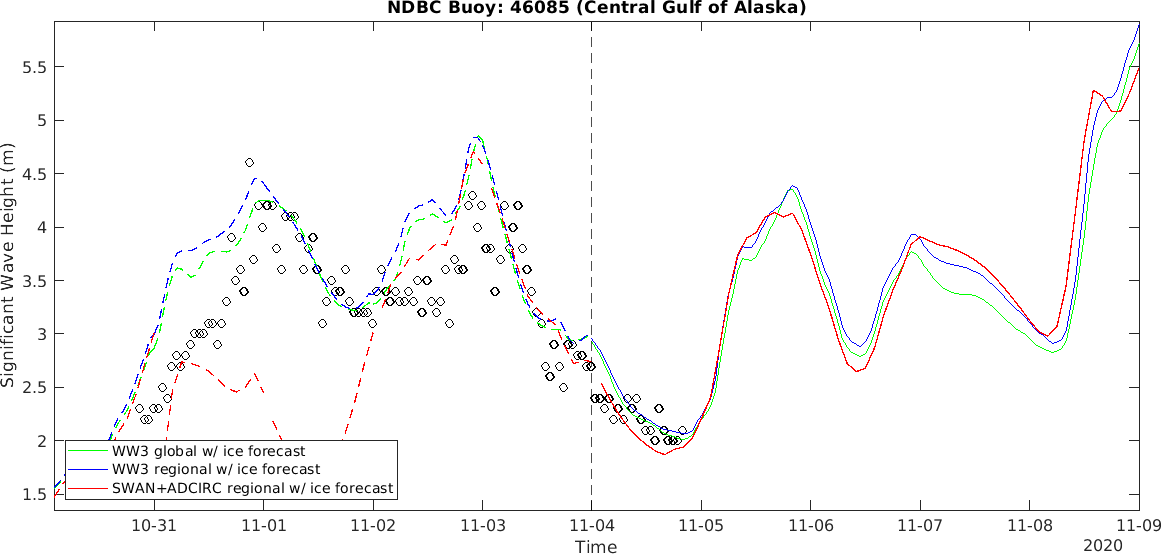 NDBC Buoy: 46085 (Central Gulf of Alaska)
Significant Wave Height (m)
5.5
5
4.5
4
3.5
3
2.5
2
1.5
WW3 global w/ ice forecast
WW3 regional w/ ice forecast
SWAN+ADCIRC regional w/ ice forecast
10-31 11-01 11-02 11-03 11-04 11-05 11-06 11-07 11-08 11-09
Time
2020